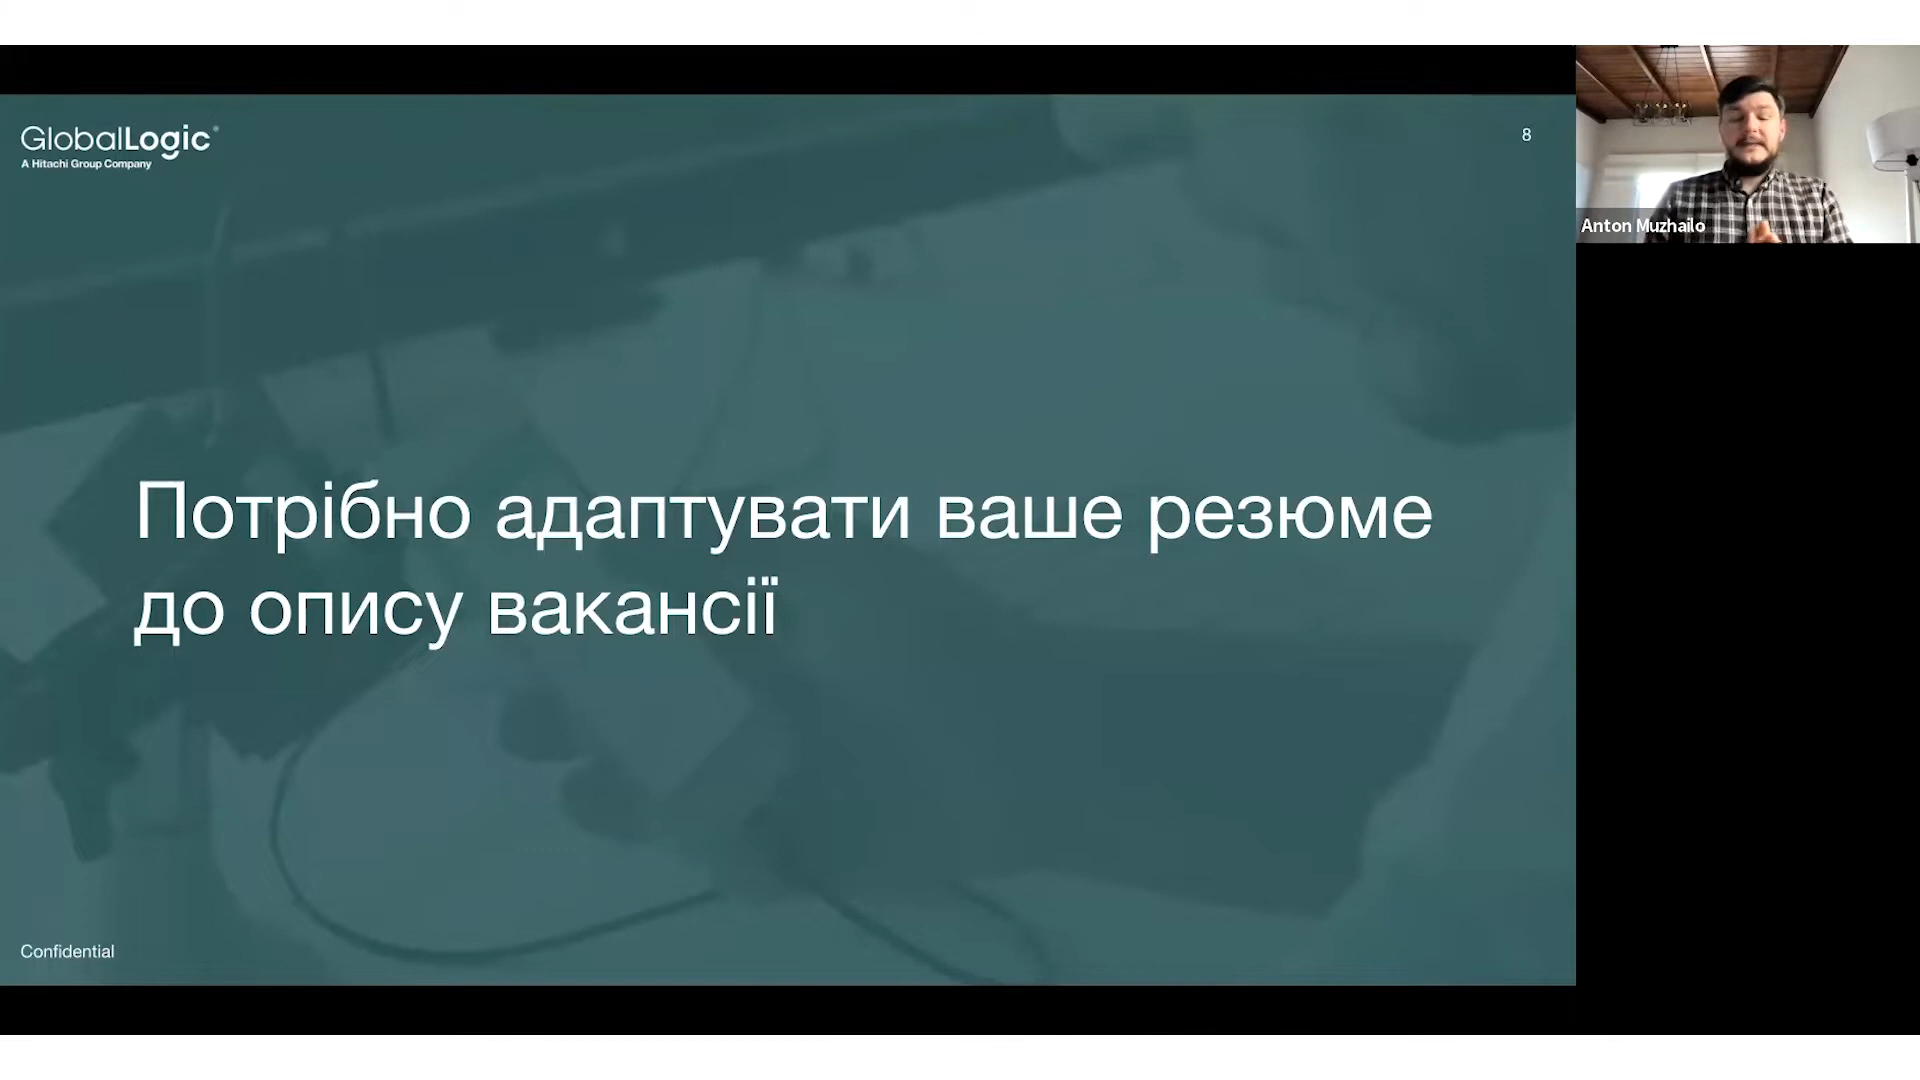 GlobalLogic®
A Hitachi Group Company
8
Anton Muzhailo
Потрібно адаптувати ваше резюме
до опису вакансії
Confidential